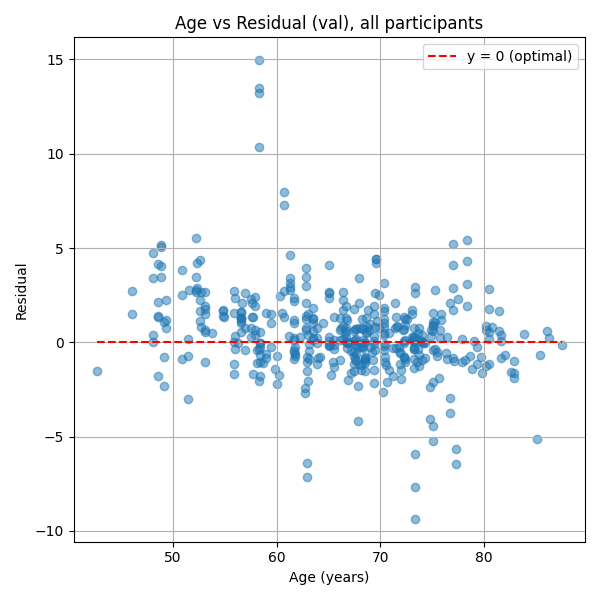 Age vs Residual (val), all participants
y = 0 (optimal)
15
10
5
0
−5
−10
Residual
50
60
70
80
Age (years)